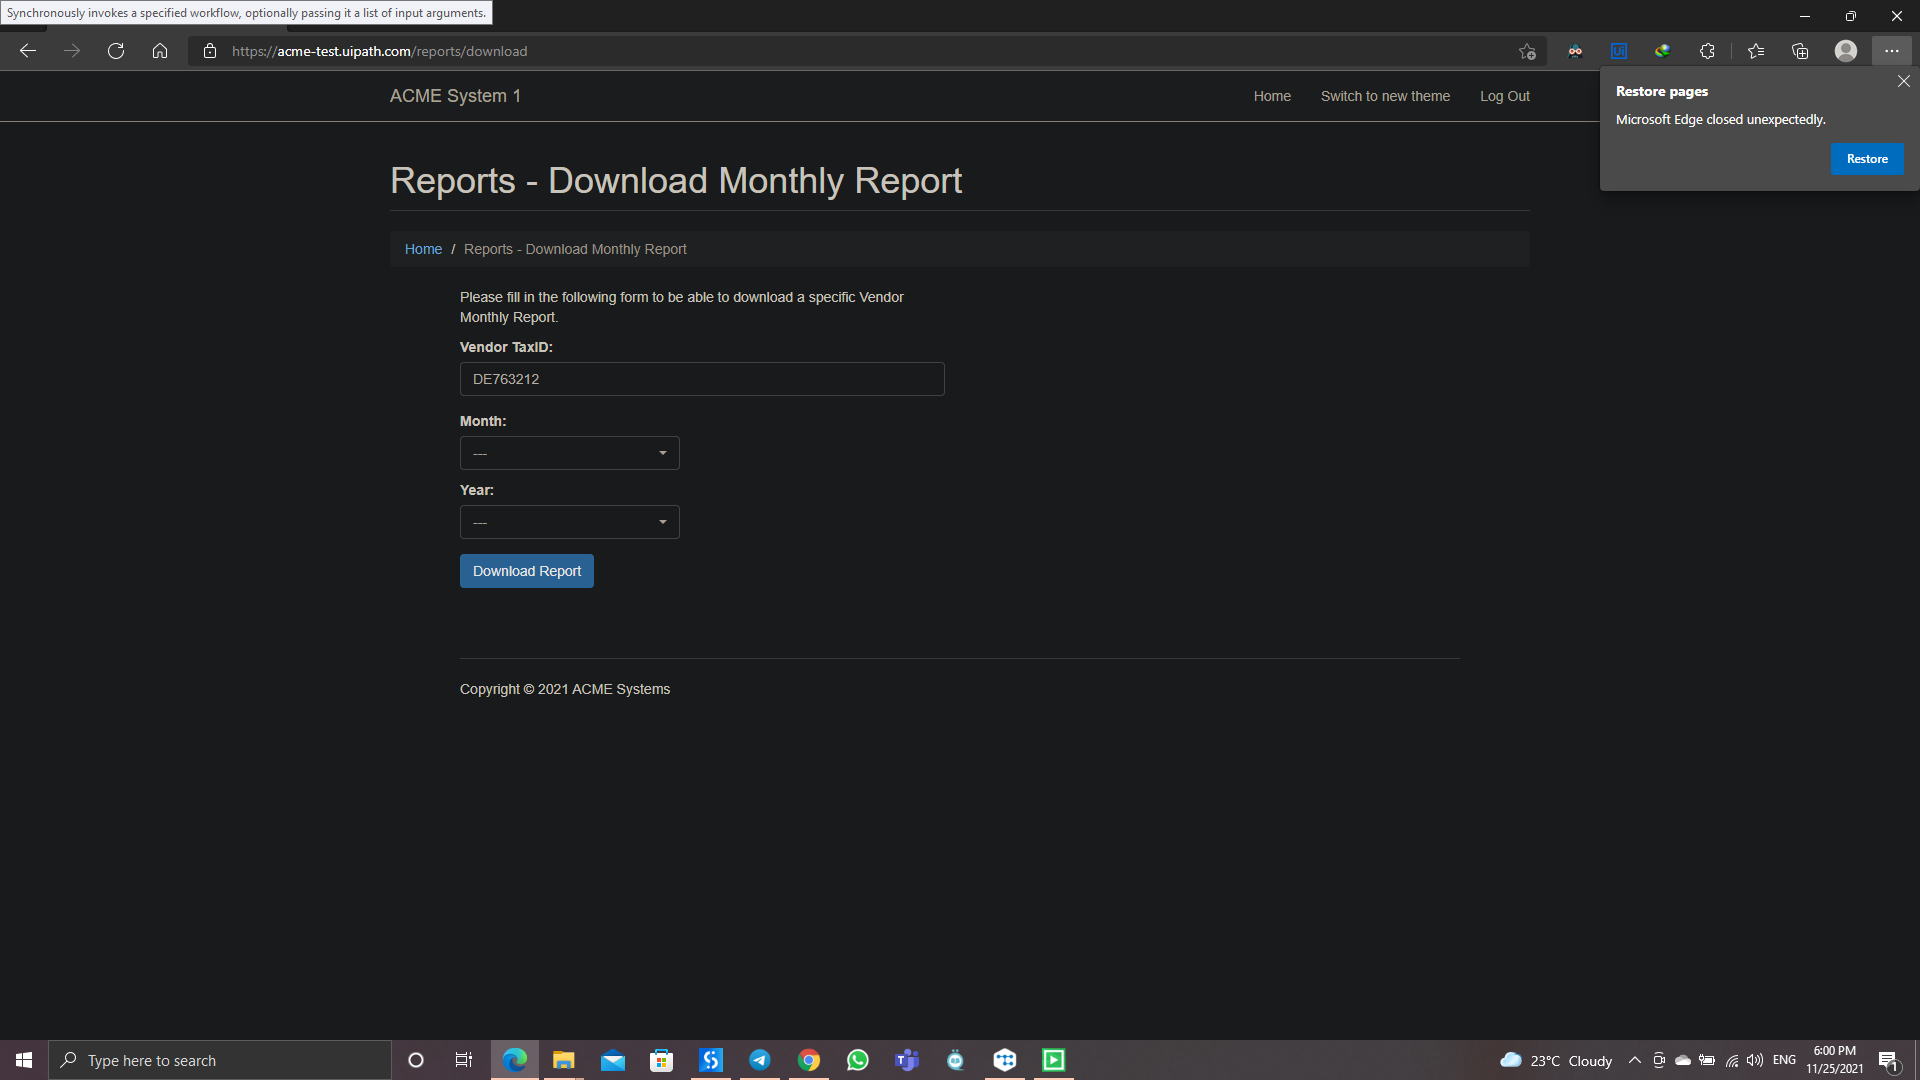 Synchronously invokes a specified workflow, optionally passing it a list of input arguments.
https://acme-test.uipath.com/reports/download
Restore pages
Microsoft Edge closed unexpectedly.
Restore
ACME System 1
Home
Switch to new theme
Log Out
Reports - Download Monthly Report
Home / Reports - Download Monthly Report
Please fill in the following form to be able to download a specific Vendor
Monthly Report.
Vendor TaxID:
DE763212
Month:
---
Year:
---
Download Report
Copyright © 2021 ACME Systems
Type here to search
23°C Cloudy
ENG
6:00 PM
11/25/2021
1